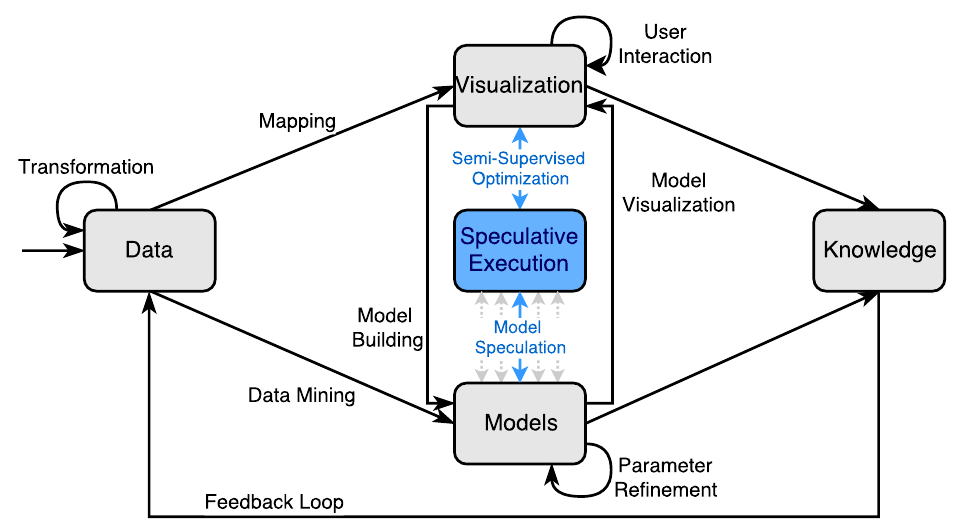 User
Interaction
Visualization
Mapping
Semi-Supervised
Optimization
Transformation
Model
Visualization
Data
Speculative
Execution
Knowledge
Model
Building
Model
Speculation
Data Mining
Models
Parameter
Refinement
Feedback Loop